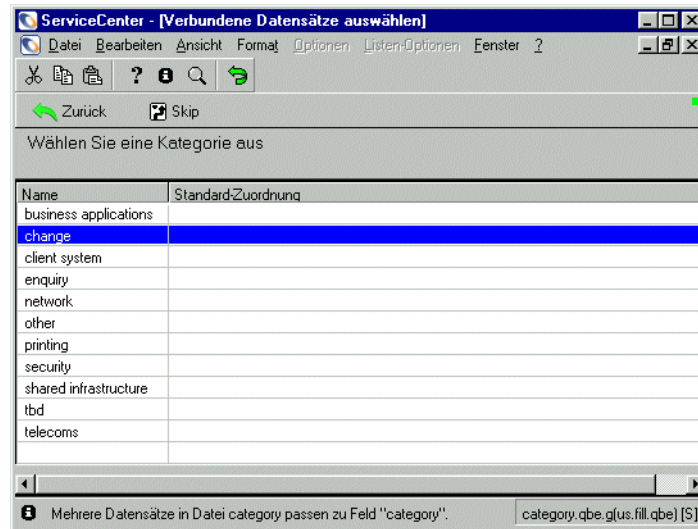 ServiceCenter - [Verbundene Datensätze auswählen]
Datei Bearbeiten Ansicht Format Optionen Listen-Optionen Fenster ?
Zurück Skip
Wählen Sie eine Kategorie aus
Name Standard-Zuordnung
business applications
change
client system
enquiry
network
other
printing
security
shared infrastructure
tbd
telecoms
Mehrere Datensätze in Datei category passen zu Feld "category". category.qbe.g(us.fill.qbe) [S]